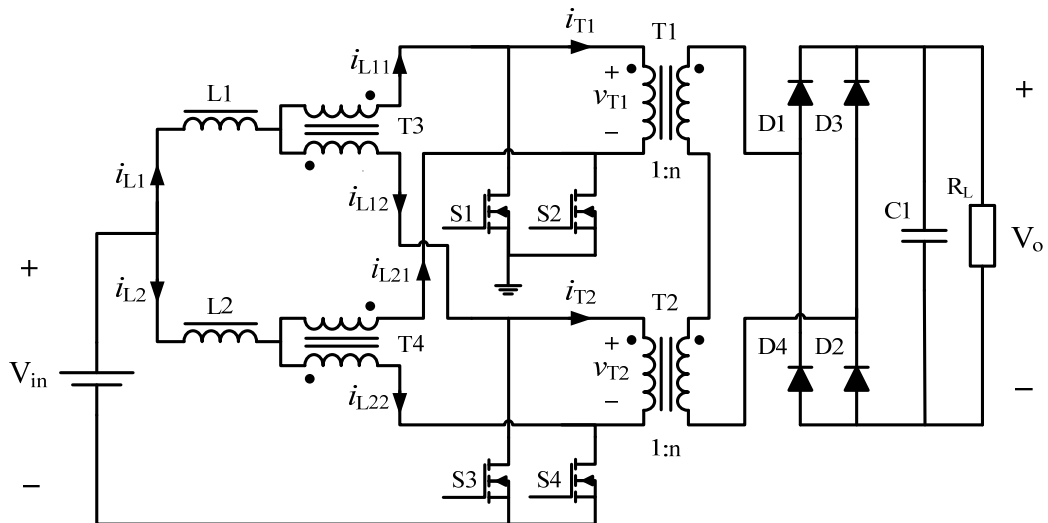 iT1
T1
iL11
L1
+
vT1
−
T3
D1
D3
+
1:n
iL1
iL12
S1
S2
C1
RL
Vo
+
iL21
iL2
iT2
T2
L2
+
vT2
−
T4
D4
D2
Vin
iL22
−
1:n
−
S3
S4